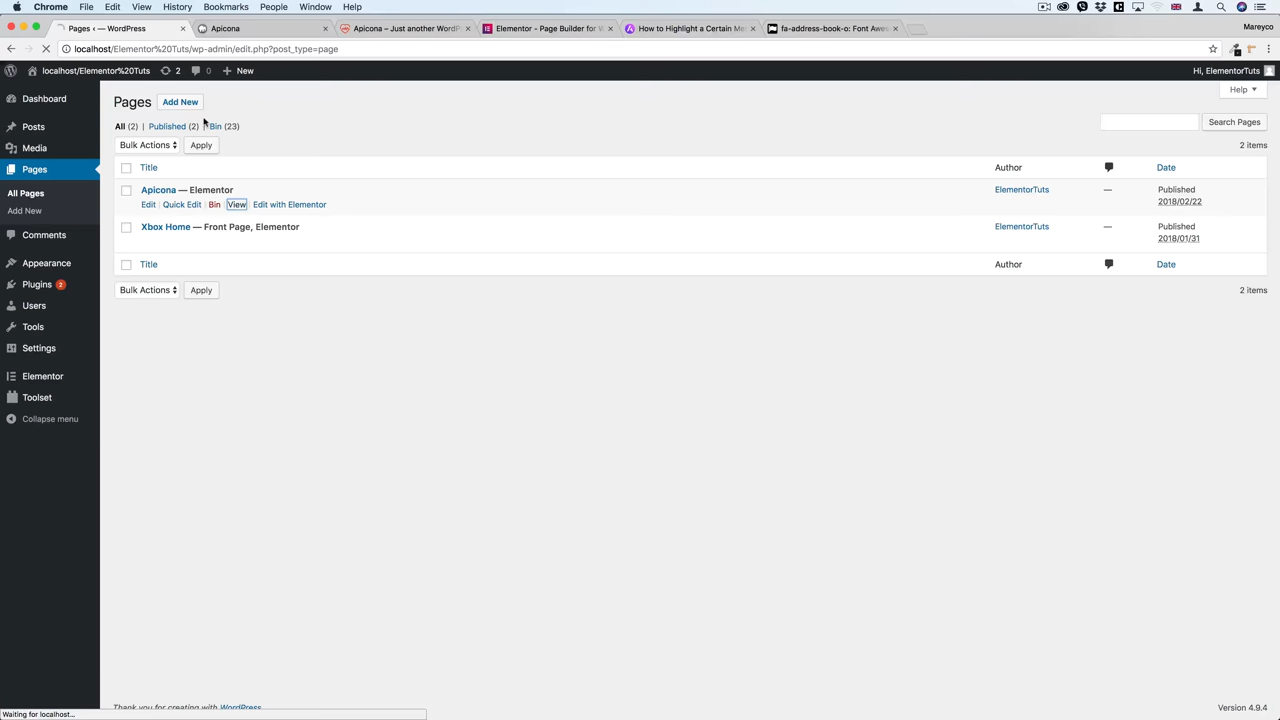 Chrome File Edit View History Bookmarks People Window Help
Mareyco
Pages ‹ — WordPress
Apicona
Apicona – Just another WordPr
Elementor - Page Builder for W
How to Highlight a Certain Me
fa-address-book-o: Font Awes
localhost/Elementor%20Tuts/wp-admin/edit.php?post_type=page
localhost/Elementor%20Tuts 2 0 New
Hi, ElementorTuts
Help
Dashboard
Posts
Media
Pages
All Pages
Add New
Comments
Appearance
Plugins 2
Users
Tools
Settings
Elementor
Toolset
Collapse menu
Pages Add New
All (2) | Published (2) | Bin (23)
Search Pages
Bulk Actions Apply
2 items
Title Author Date
Apicona — Elementor
Edit | Quick Edit | Bin | View | Edit with Elementor
ElementorTuts — Published
2018/02/22
Xbox Home — Front Page, Elementor
ElementorTuts — Published
2018/01/31
Title Author Date
Bulk Actions Apply
2 items
Thank you for creating with WordPress
Version 4.9.4
Waiting for localhost...